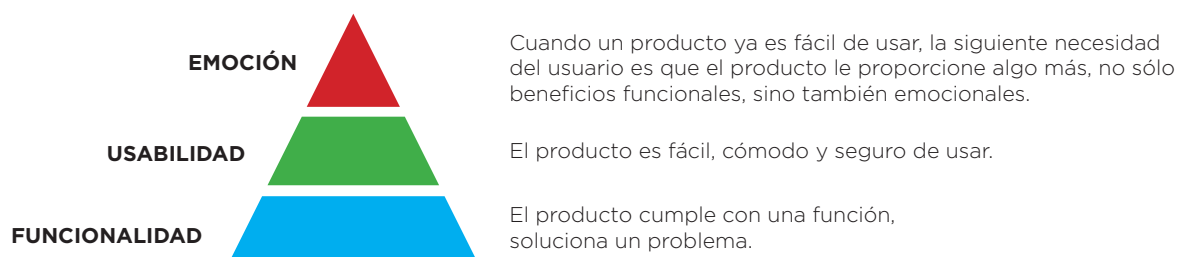 EMOCIÓN
Cuando un producto ya es fácil de usar, la siguiente necesidad
del usuario es que el producto le proporcione algo más, no sólo
beneficios funcionales, sino también emocionales.
USABILIDAD
El producto es fácil, cómodo y seguro de usar.
FUNCIONALIDAD
El producto cumple con una función,
soluciona un problema.